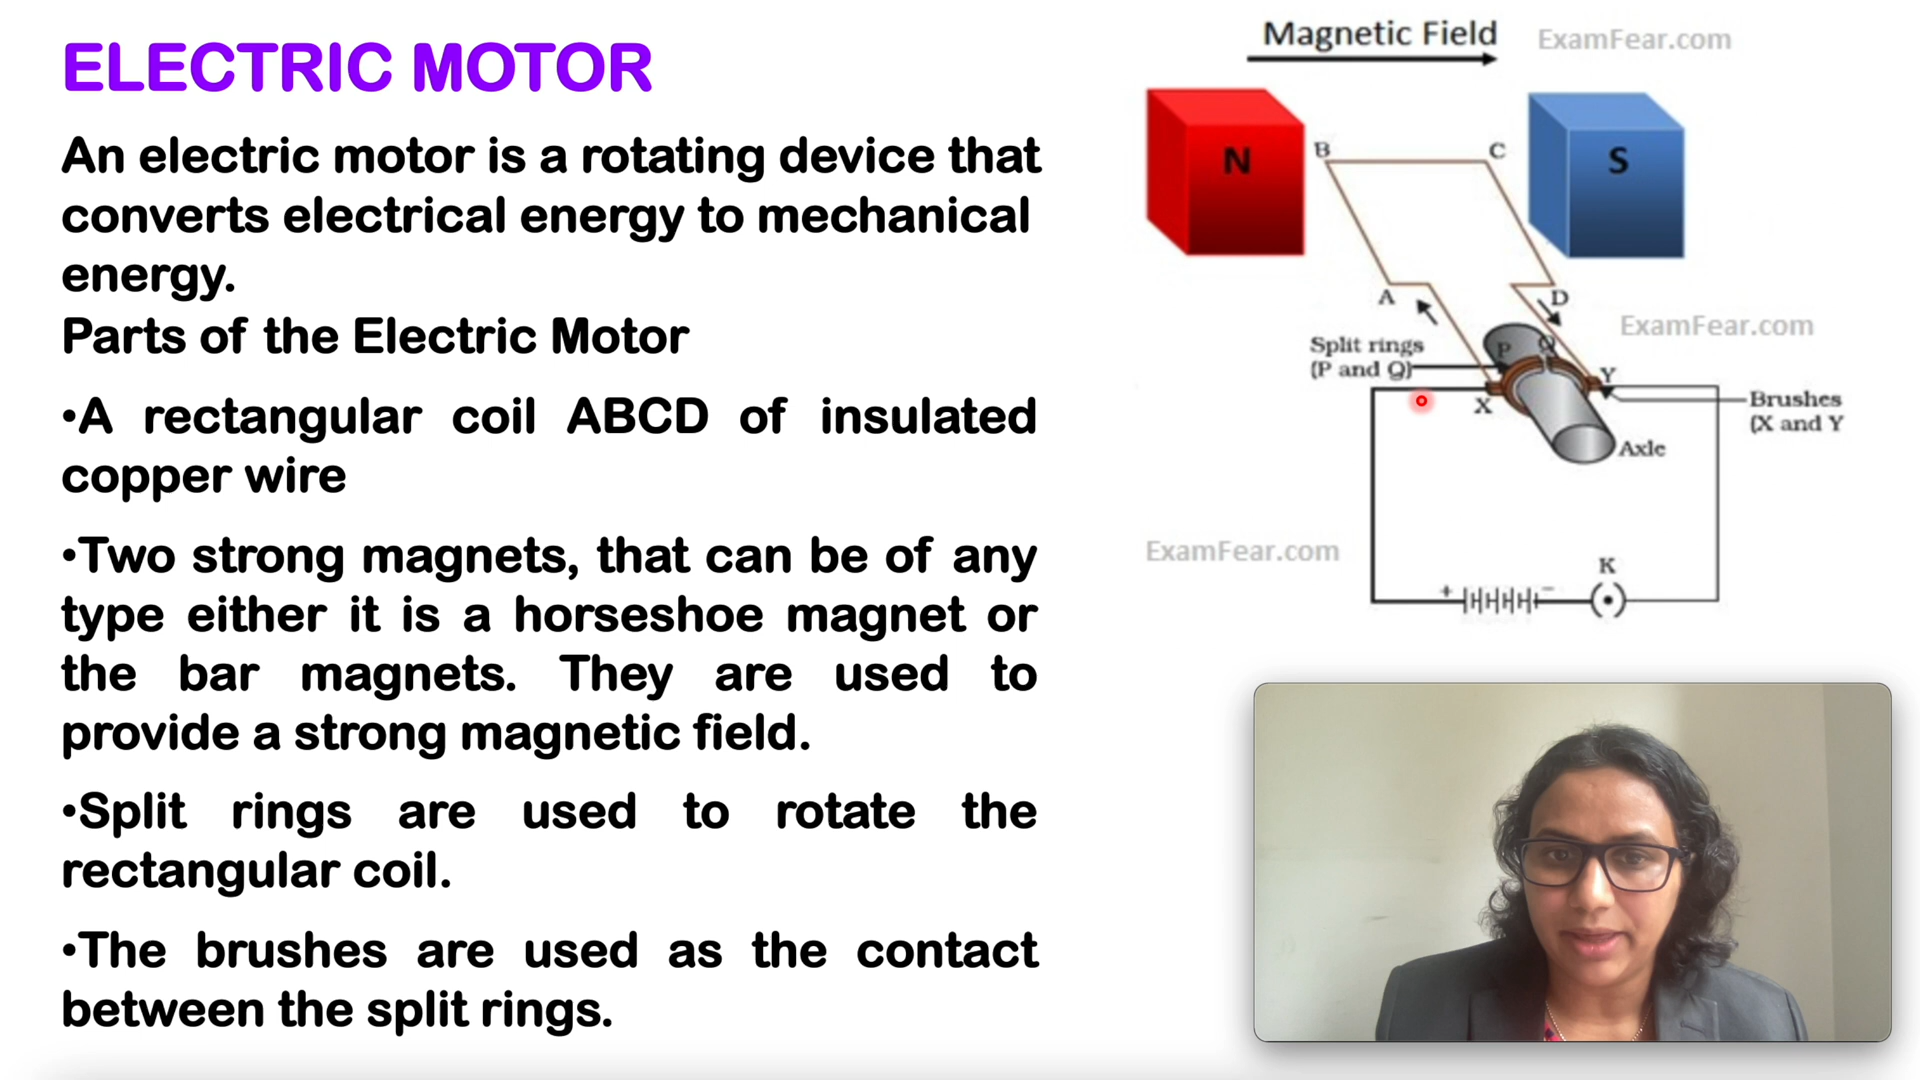 ELECTRIC MOTOR
An electric motor is a rotating device that
converts electrical energy to mechanical
energy.
Parts of the Electric Motor
•A rectangular coil ABCD of insulated
copper wire
•Two strong magnets, that can be of any
type either it is a horseshoe magnet or
the bar magnets. They are used to
provide a strong magnetic field.
•Split rings are used to rotate the
rectangular coil.
•The brushes are used as the contact
between the split rings.
Magnetic Field
ExamFear.com
N
S
B
C
A
D
ExamFear.com
Split rings
(P and Q)
P
Q
X
Y
Brushes
(X and Y
Axle
ExamFear.com
K
+
−